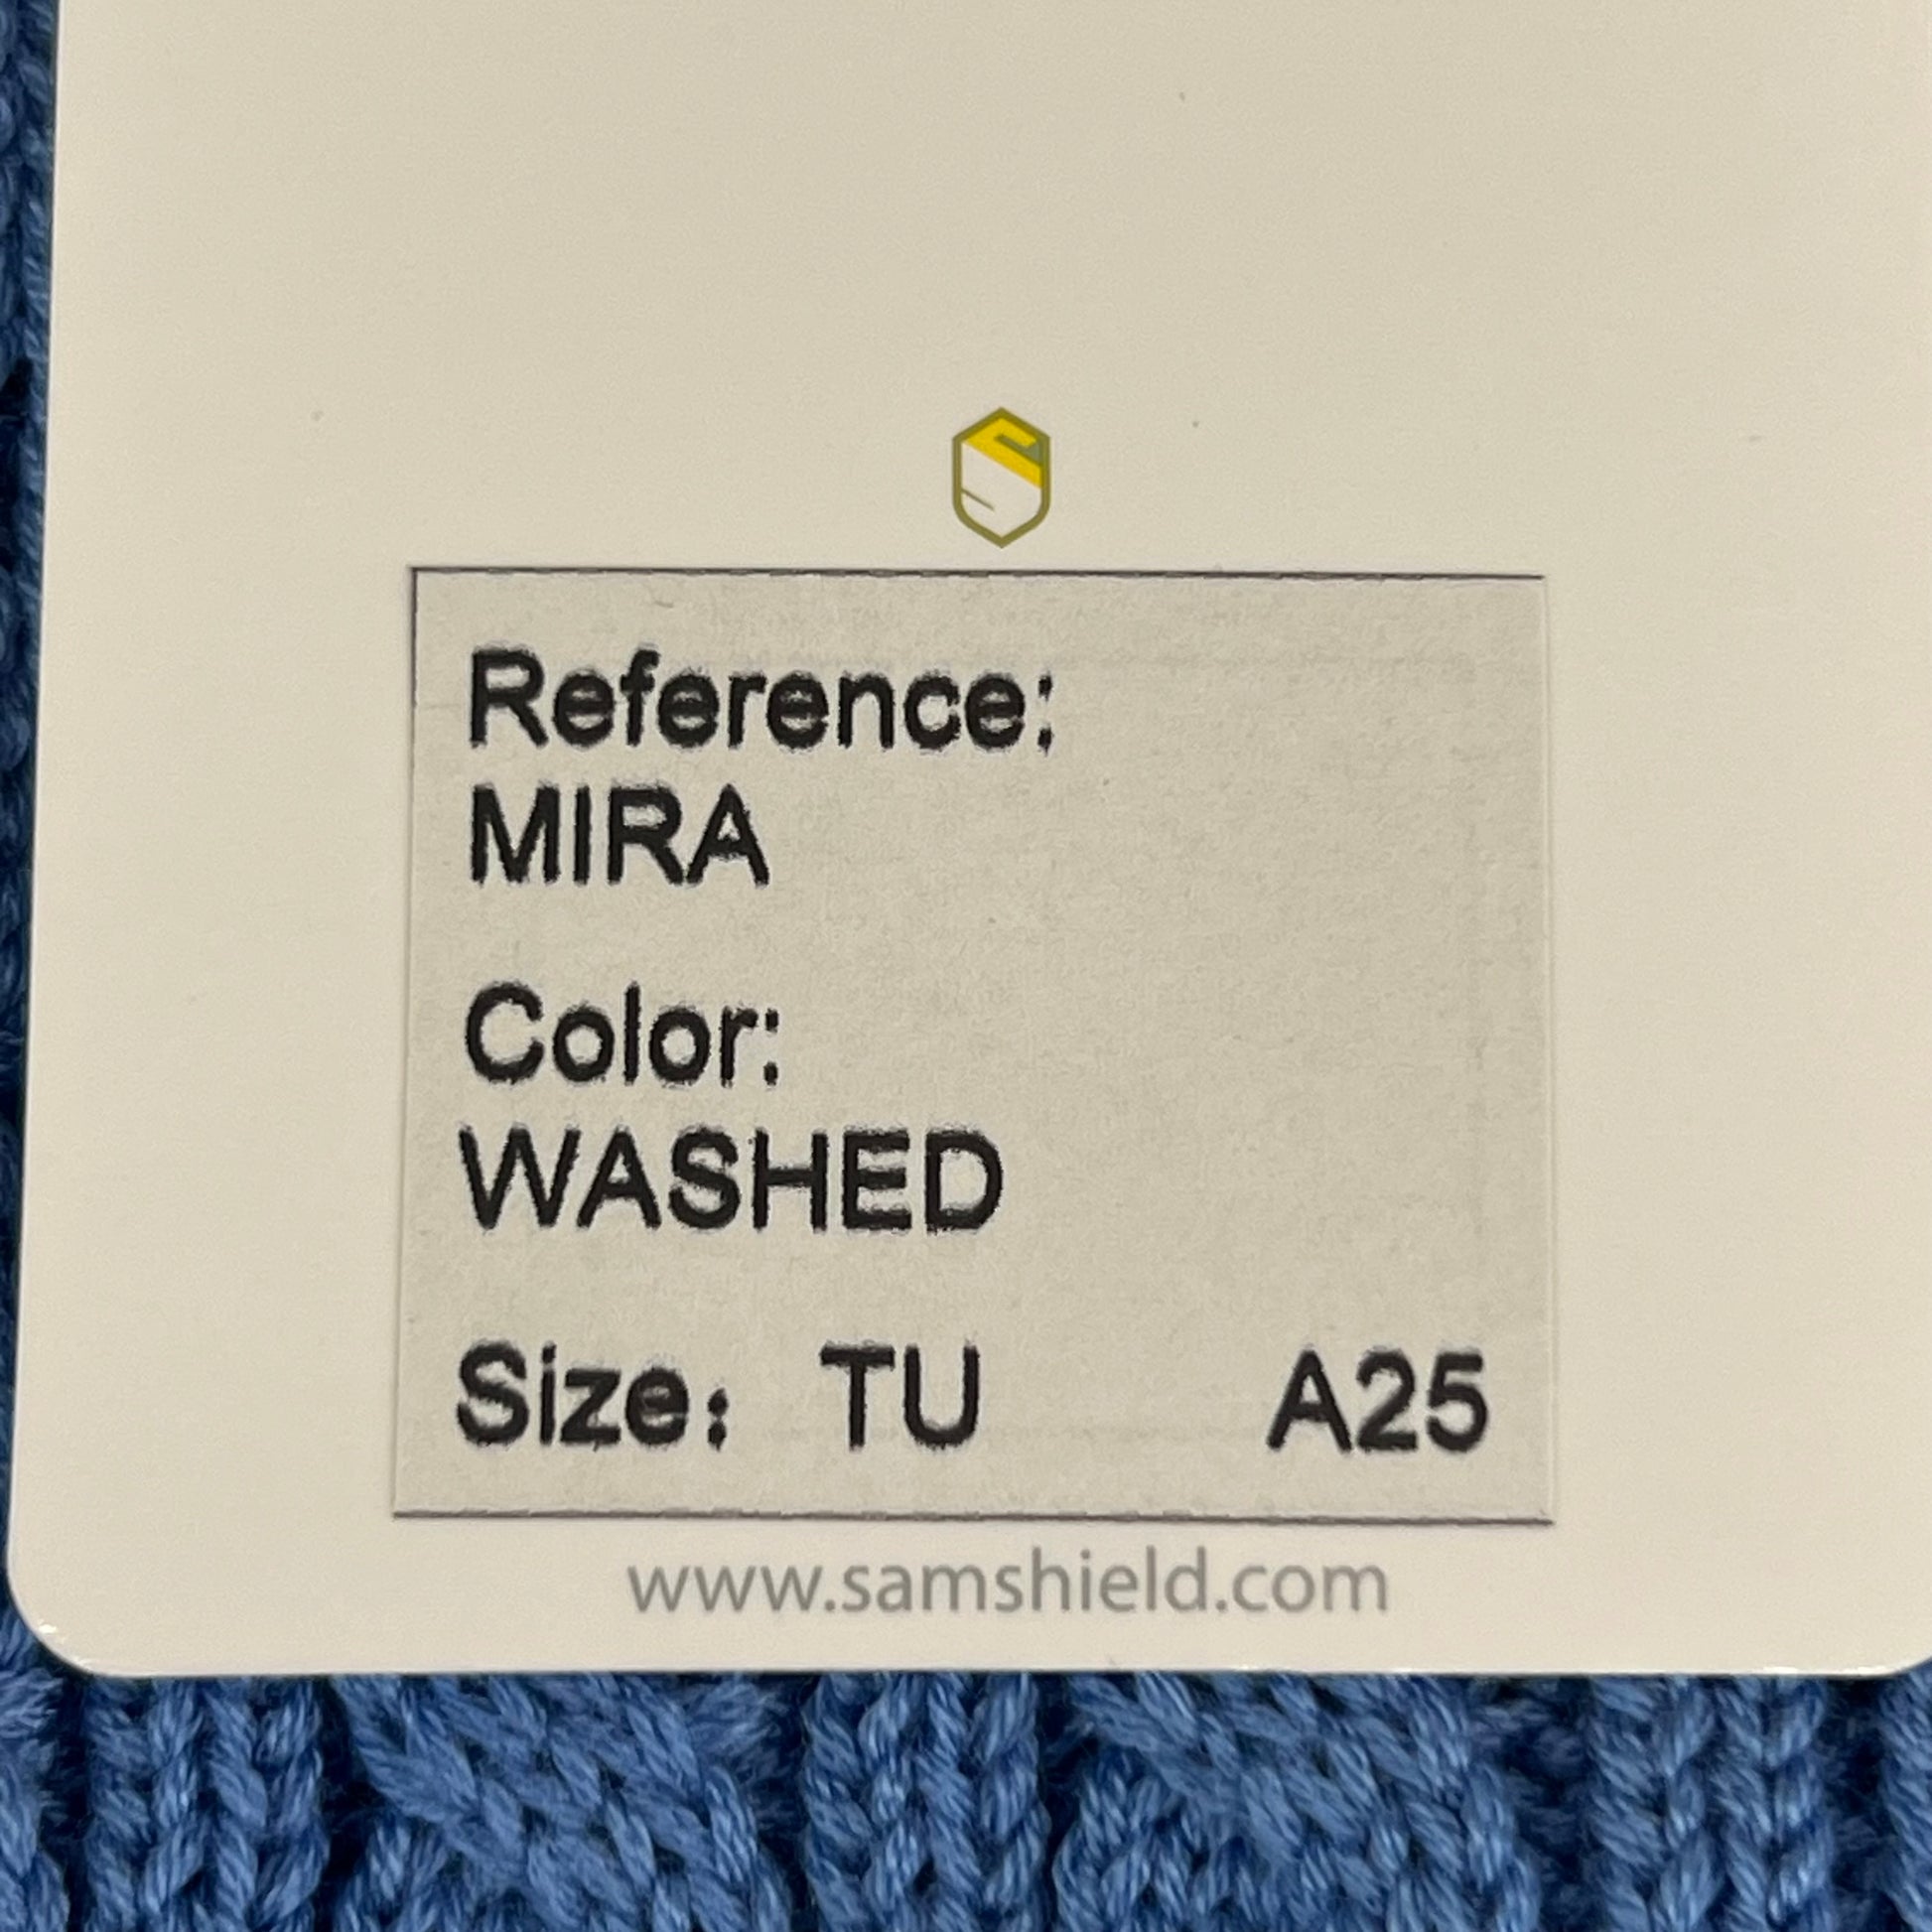 Reference:
MIRA
Color:
WASHED
Size: TU A25
www.samshield.com